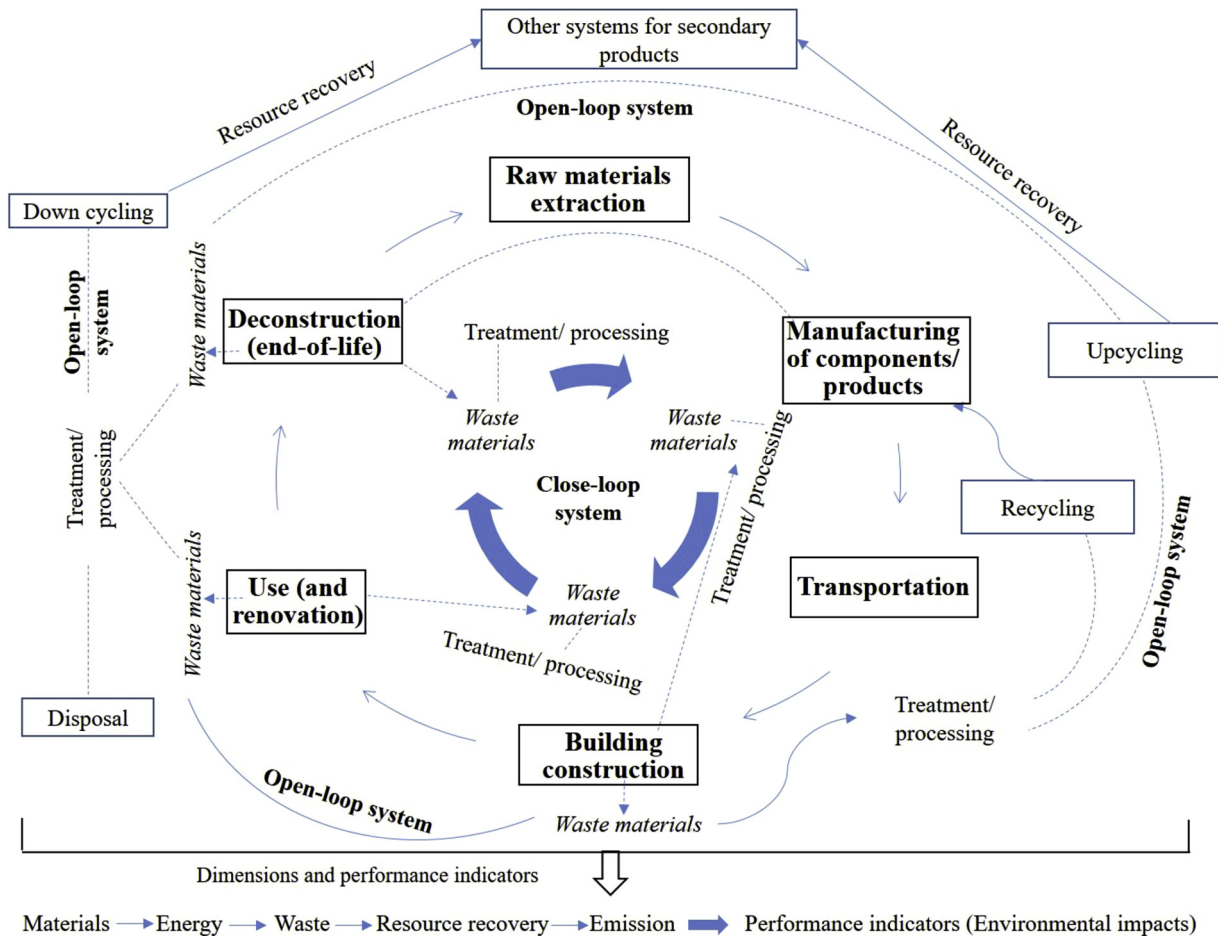 Other systems for secondary
products
Resource recovery
Open-loop system
Resource recovery
Raw materials
extraction
Down cycling
Open-loop
system
Waste materials
Deconstruction
(end-of-life)
Treatment/ processing
Manufacturing
of components/
products
Upcycling
Waste
materials
Waste
materials
Treatment/
processing
Close-loop
system
Treatment/ processing
Recycling
Open-loop system
Use (and
renovation)
Waste materials
Waste
materials
Transportation
Treatment/ processing
Disposal
Treatment/
processing
Building
construction
Open-loop system
Waste materials
Dimensions and performance indicators
Materials Energy Waste Resource recovery Emission Performance indicators (Environmental impacts)